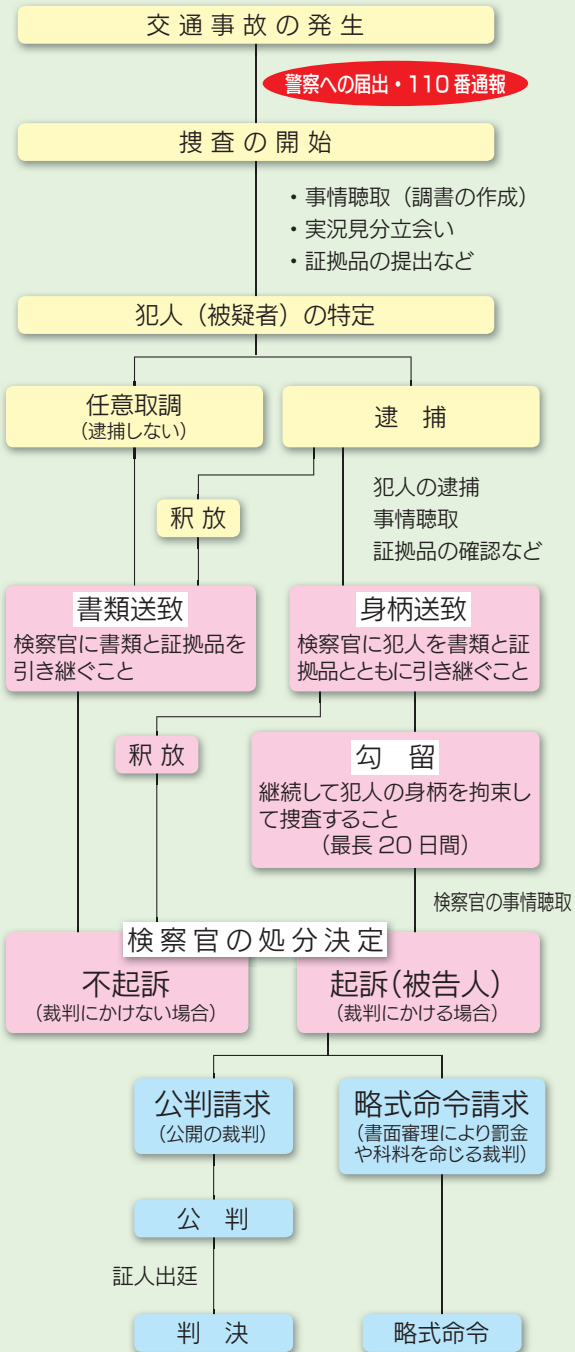 交通事故の発生
警察への届出・110番通報
捜査の開始
・事情聴取（調書の作成）
・実況見分立会い
・証拠品の提出など
犯人（被疑者）の特定
任意取調
（逮捕しない）
逮捕
釈放
犯人の逮捕
事情聴取
証拠品の確認など
書類送致
検察官に書類と証拠品を
引き継ぐこと
身柄送致
検察官に犯人を書類と証
拠品とともに引き継ぐこと
釈放
勾留
継続して犯人の身柄を拘束し
て捜査すること
（最長20日間）
検察官の事情聴取
検察官の処分決定
不起訴
（裁判にかけない場合）
起訴（被告人）
（裁判にかける場合）
公判請求
（公開の裁判）
略式命令請求
（書面審理により罰金
や科料を命じる裁判）
公判
証人出廷
判決
略式命令